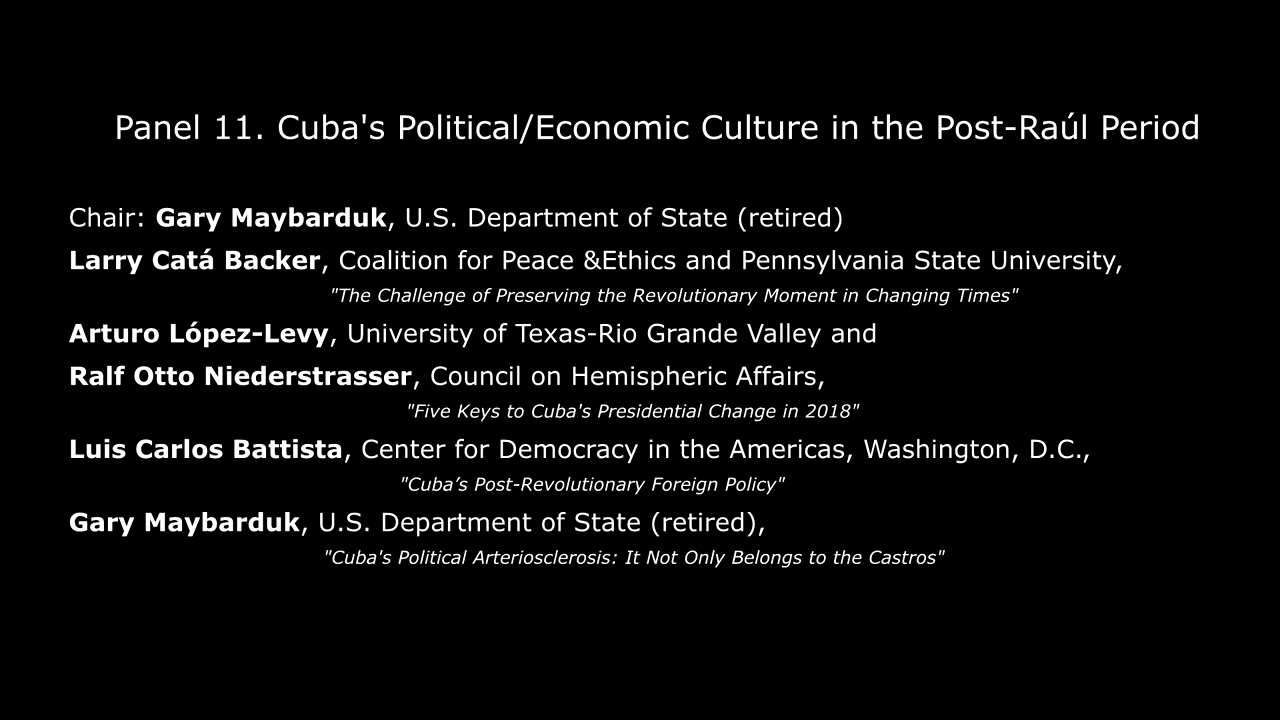 Panel 11. Cuba's Political/Economic Culture in the Post-Raúl Period
Chair: Gary Maybarduk, U.S. Department of State (retired)
Larry Catá Backer, Coalition for Peace &Ethics and Pennsylvania State University,
"The Challenge of Preserving the Revolutionary Moment in Changing Times"
Arturo López-Levy, University of Texas-Rio Grande Valley and
Ralf Otto Niederstrasser, Council on Hemispheric Affairs,
"Five Keys to Cuba's Presidential Change in 2018"
Luis Carlos Battista, Center for Democracy in the Americas, Washington, D.C.,
"Cuba’s Post-Revolutionary Foreign Policy"
Gary Maybarduk, U.S. Department of State (retired),
"Cuba's Political Arteriosclerosis: It Not Only Belongs to the Castros"